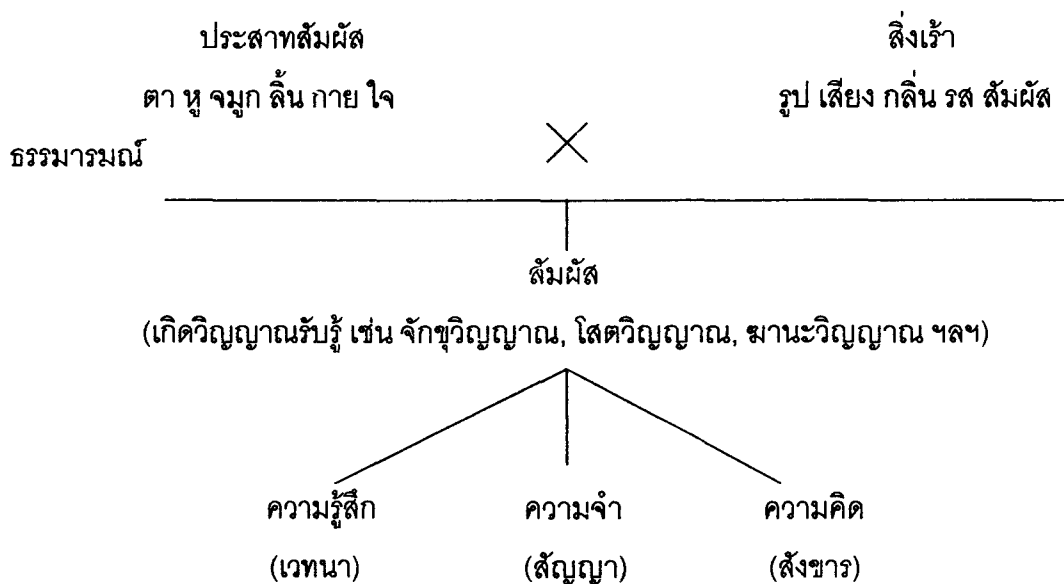 ประสาทสัมผัส สิ่งเร้า
ตา หู จมูก ลิ้น กาย ใจ รูป เสียง กลิ่น รส สัมผัส
ธรรมารมณ์
สัมผัส
(เกิดวิญญาณรับรู้ เช่น จักขุวิญญาณ, โสตวิญญาณ, ฆานะวิญญาณ ฯลฯ)
ความรู้สึก ความจำ ความคิด
(เวทนา) (สัญญา) (สังขาร)